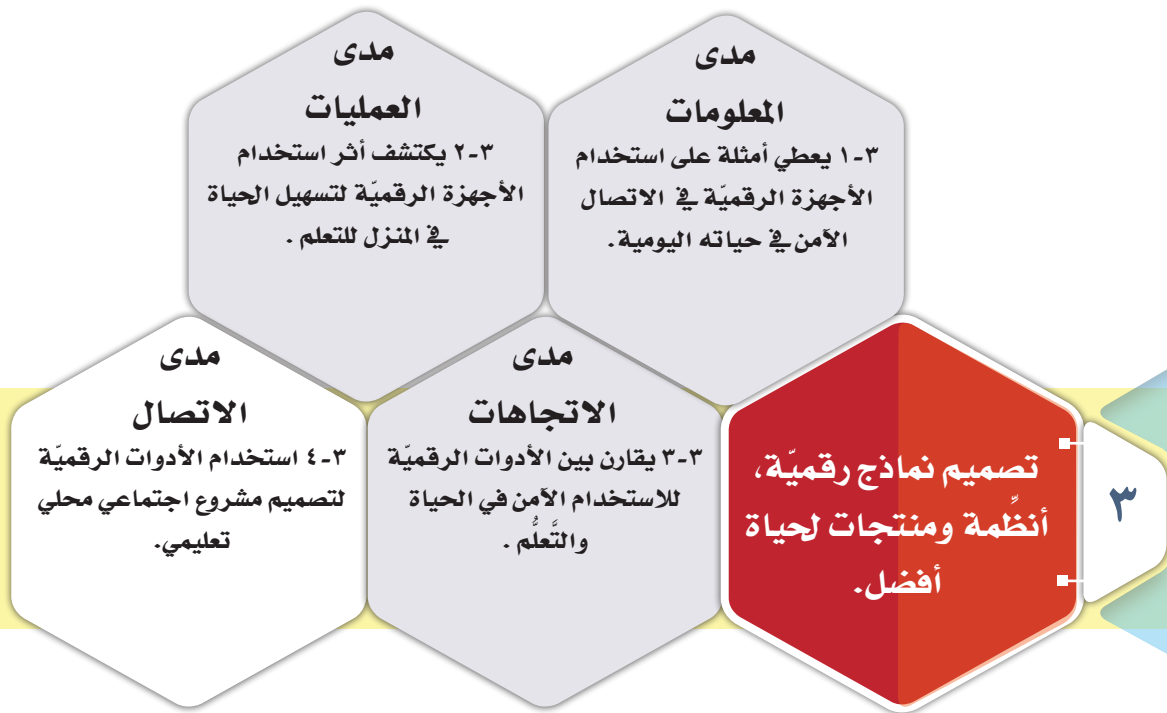 مدى
المعلومات
٣-١ يعطي أمثلة على استخدام
الأجهزة الرقميّة في الاتصال
الآمن في حياته اليومية.
مدى
العمليات
٣-٢ يكتشف أثر استخدام
الأجهزة الرقميّة لتسهيل الحياة
في المنزل للتعلم .
٣
تصميم نماذج رقميّة،
أنظِّمة ومنتجات لحياة
أفضل.
مدى
الاتجاهات
٣-٣ يقارن بين الأدوات الرقميّة
للاستخدام الآمن في الحياة
والتَّعلُّم .
مدى
الاتصال
٣-٤ استخدام الأدوات الرقميّة
لتصميم مشروع اجتماعي محلي
تعليمي.